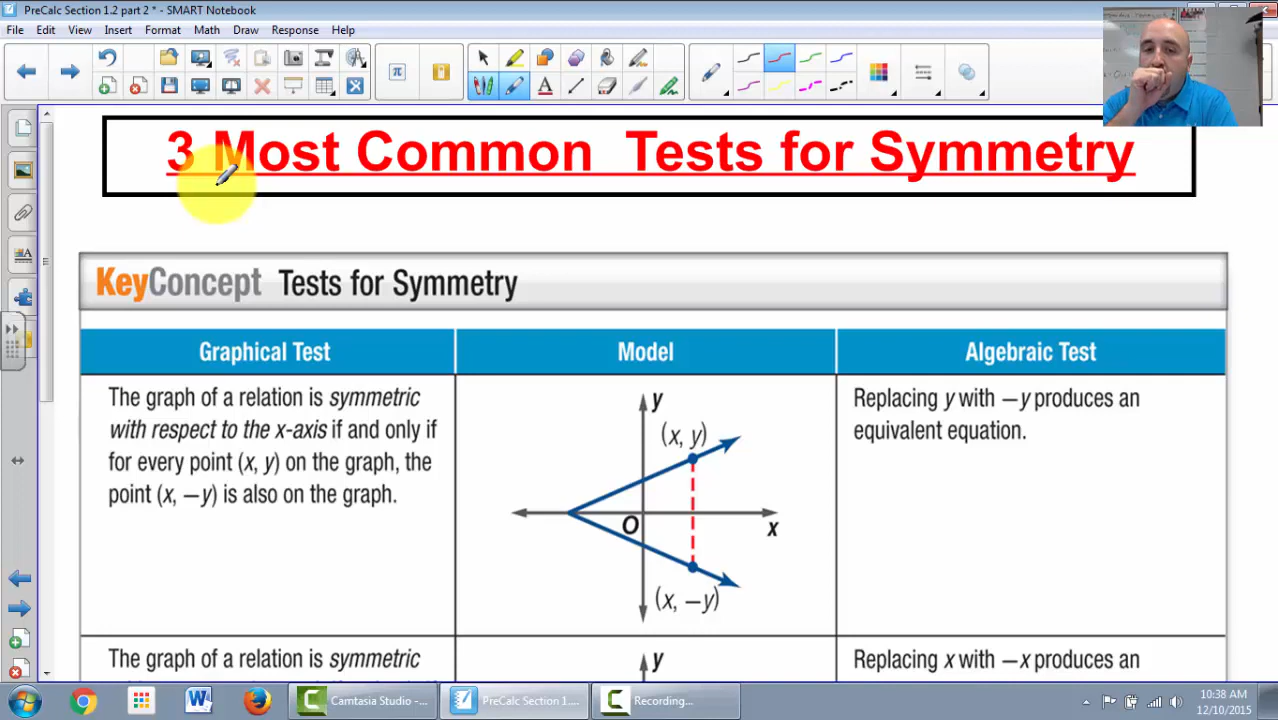 PreCalc Section 1.2 part 2 * - SMART Notebook
File Edit View Insert Format Math Draw Response Help
3 Most Common Tests for Symmetry
KeyConcept Tests for Symmetry
Graphical Test Model Algebraic Test
The graph of a relation is symmetric
with respect to the x-axis if and only if
for every point (x, y) on the graph, the
point (x, −y) is also on the graph.
y
(x, y)
O
x
(x, −y)
Replacing y with −y produces an
equivalent equation.
The graph of a relation is symmetric
y
Replacing x with −x produces an
Camtasia Studio - ...
PreCalc Section 1....
Recording...
10:38 AM
12/10/2015